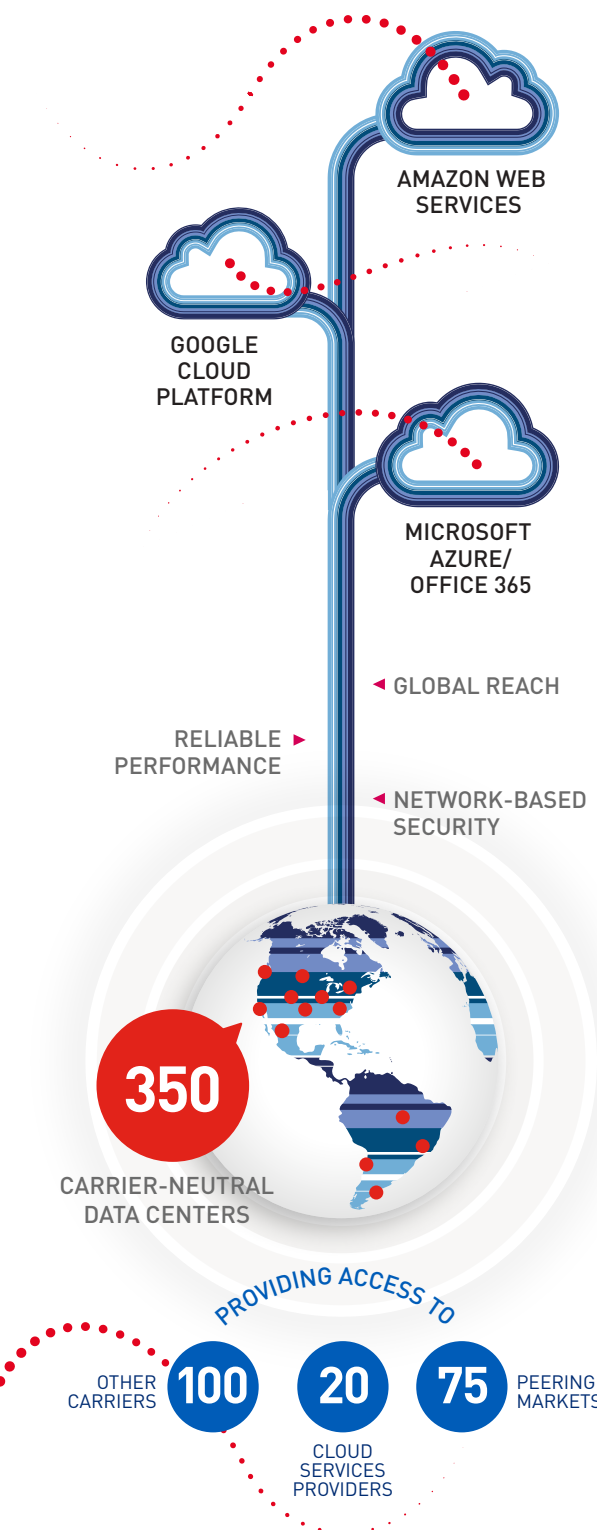 AMAZON WEB
SERVICES
GOOGLE
CLOUD
PLATFORM
MICROSOFT
AZURE/
OFFICE 365
GLOBAL REACH
RELIABLE
PERFORMANCE
NETWORK-BASED
SECURITY
350
CARRIER-NEUTRAL
DATA CENTERS
PROVIDING ACCESS TO
OTHER
CARRIERS
100
20
CLOUD
SERVICES
PROVIDERS
75
PEERING
MARKETS